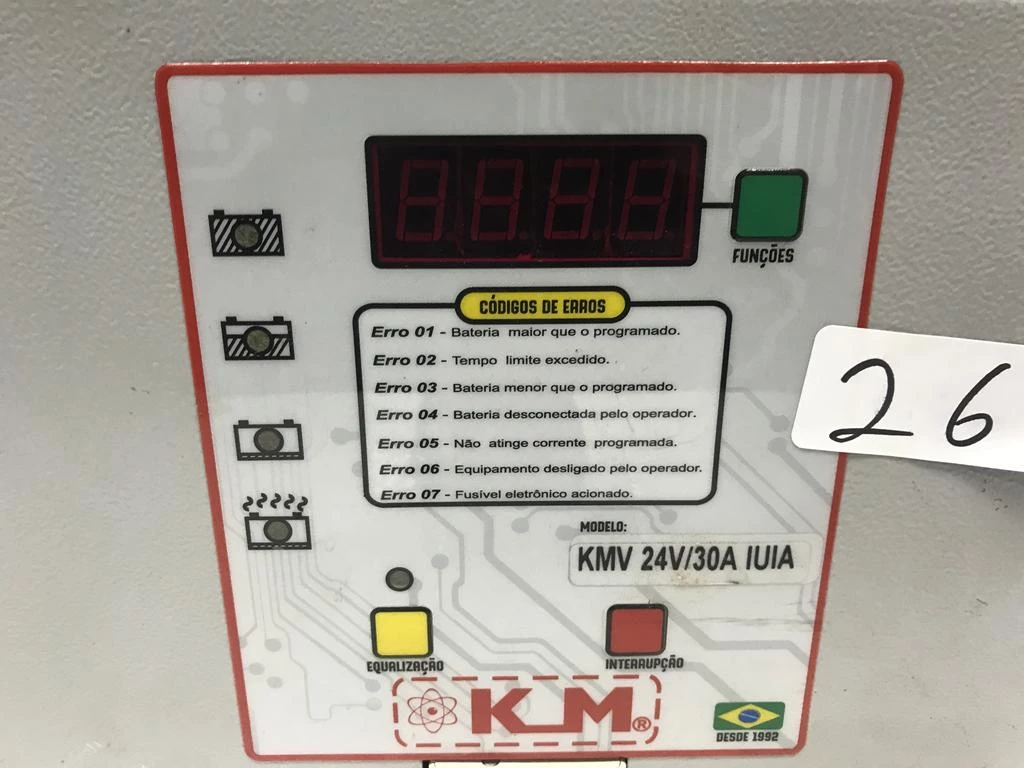 FUNÇÕES
CÓDIGOS DE ERROS
Erro 01 - Bateria maior que o programado.
Erro 02 - Tempo limite excedido.
Erro 03 - Bateria menor que o programado.
Erro 04 - Bateria desconectada pelo operador.
Erro 05 - Não atinge corrente programada.
Erro 06 - Equipamento desligado pelo operador.
Erro 07 - Fusível eletrônico acionado.
26
MODELO:
KMV 24V/30A IUIA
EQUALIZAÇÃO
INTERRUPÇÃO
KM®
DESDE 1992